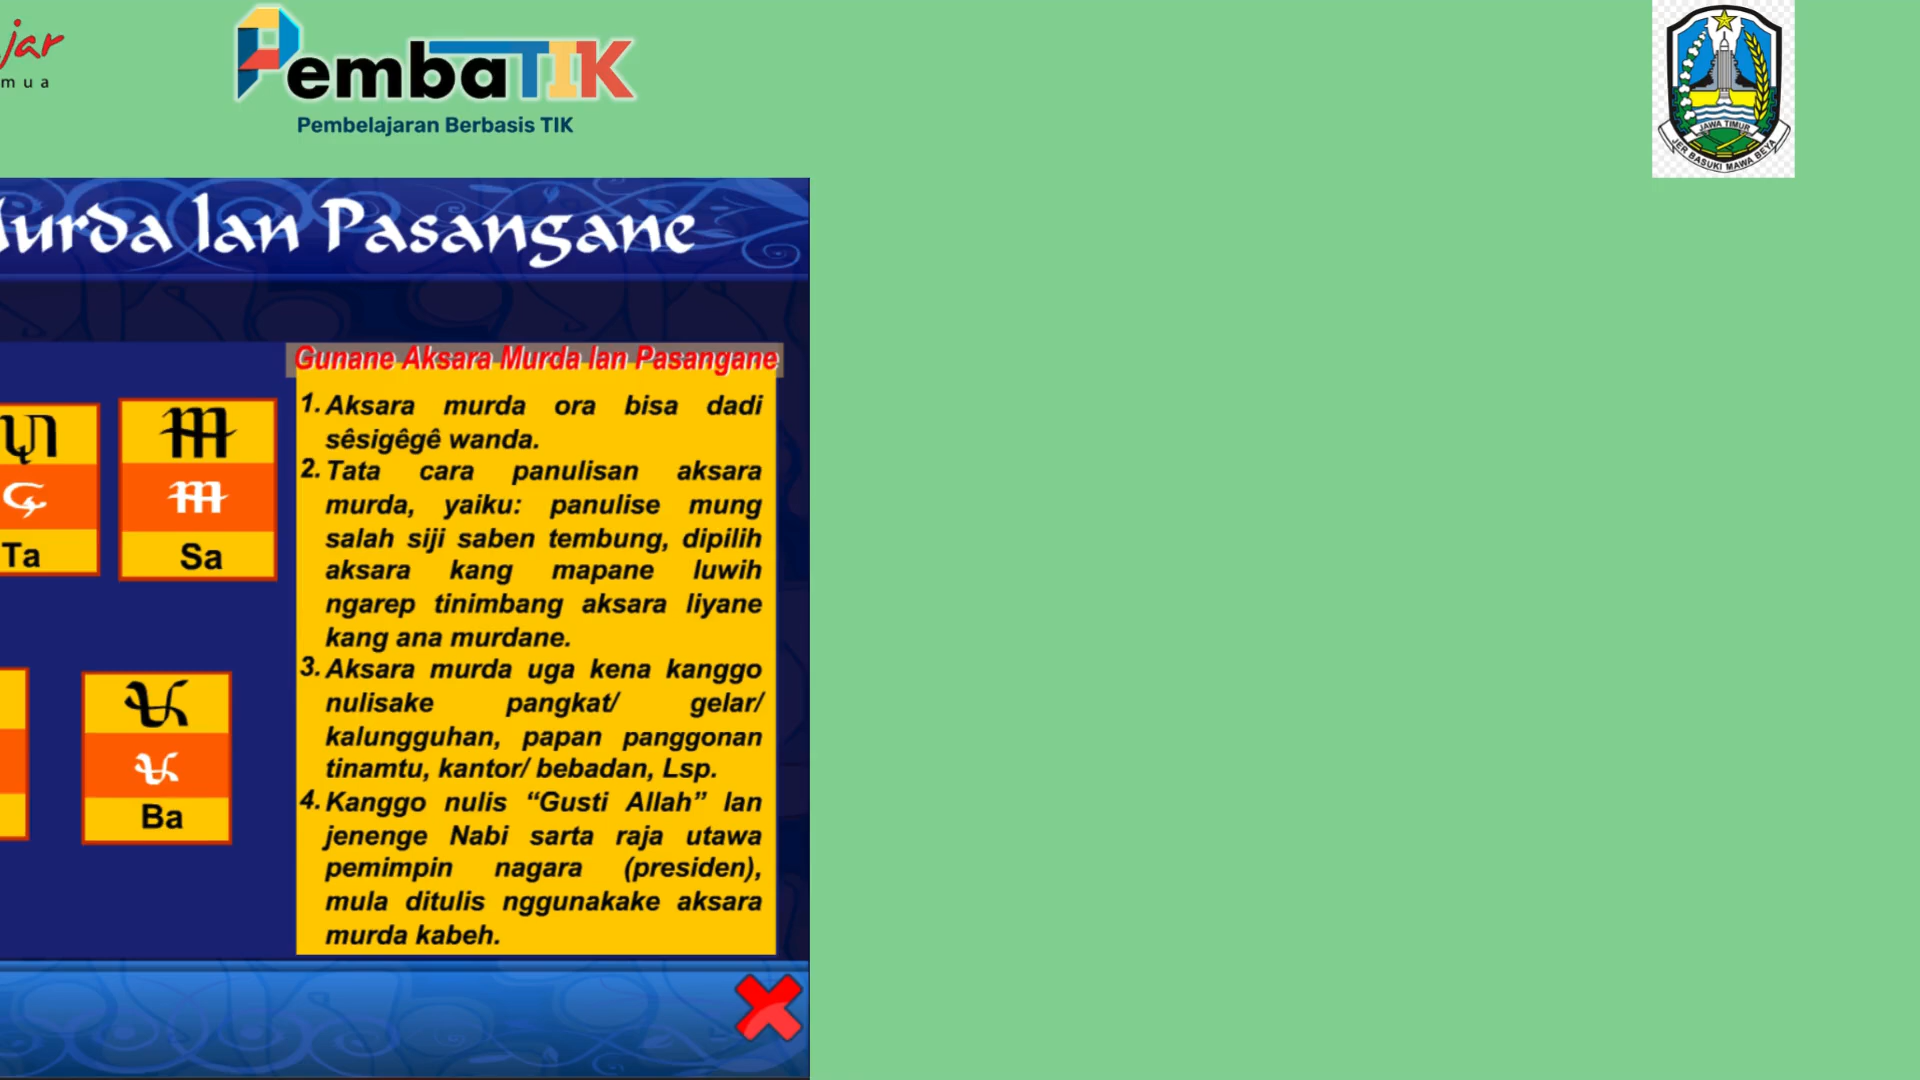 jar
mua
PembaTIK
Pembelajaran Berbasis TIK
JAWA TIMUR
JER BASUKI MAWA BEYA
Murda lan Pasangane
Gunane Aksara Murda lan Pasangane
1. Aksara murda ora bisa dadi
sêsigêgê wanda.
2. Tata cara panulisan aksara
murda, yaiku: panulise mung
salah siji saben tembung, dipilih
aksara kang mapane luwih
ngarep tinimbang aksara liyane
kang ana murdane.
3. Aksara murda uga kena kanggo
nulisake pangkat/ gelar/
kalungguhan, papan panggonan
tinamtu, kantor/ bebadan, Lsp.
4. Kanggo nulis “Gusti Allah” lan
jenenge Nabi sarta raja utawa
pemimpin nagara (presiden),
mula ditulis nggunakake aksara
murda kabeh.
Ta
Sa
Ba